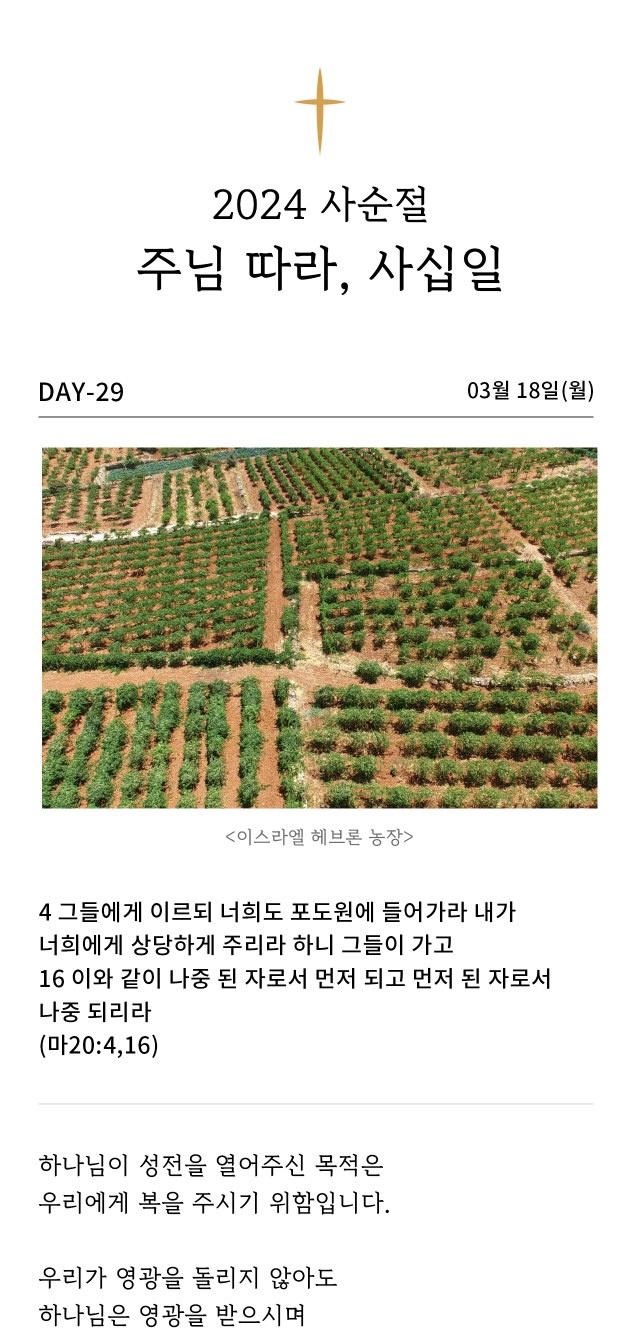 2024 사순절
주님 따라, 사십일
DAY-29
03월 18일(월)
<이스라엘 헤브론 농장>
4 그들에게 이르되 너희도 포도원에 들어가라 내가
너희에게 상당하게 주리라 하니 그들이 가고
16 이와 같이 나중 된 자로서 먼저 되고 먼저 된 자로서
나중 되리라
(마20:4,16)
하나님이 성전을 열어주신 목적은
우리에게 복을 주시기 위함입니다.
우리가 영광을 돌리지 않아도
하나님은 영광을 받으시며